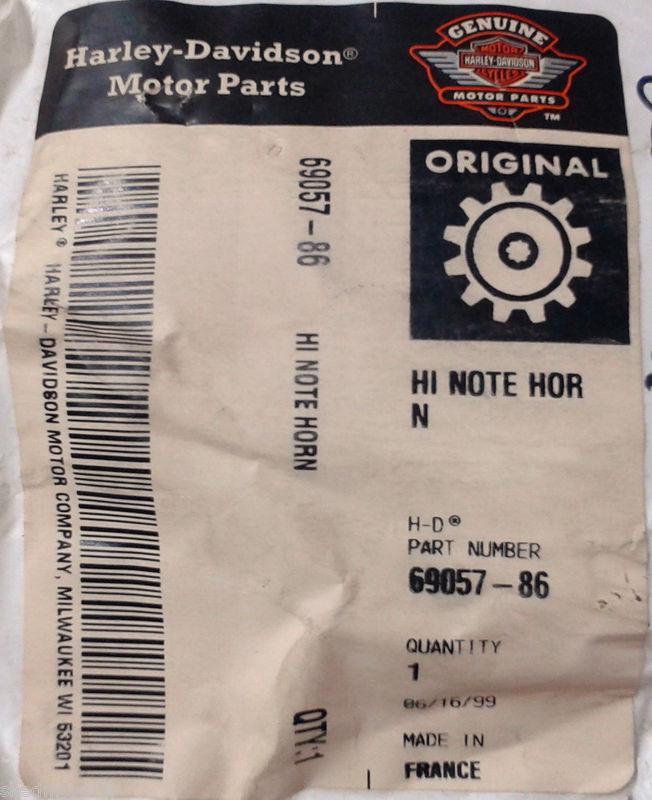 Harley-Davidson®
Motor Parts
GENUINE
MOTOR
HARLEY-DAVIDSON
CYCLES
MOTOR PARTS
TM
ORIGINAL
HI NOTE HOR
N
H-D®
PART NUMBER
69057-86
QUANTITY
1
06/16/99
MADE IN
FRANCE
69057-86 HI NOTE HORN QTY:1
HARLEY® HARLEY-DAVIDSON MOTOR COMPANY, MILWAUKEE WI 53201